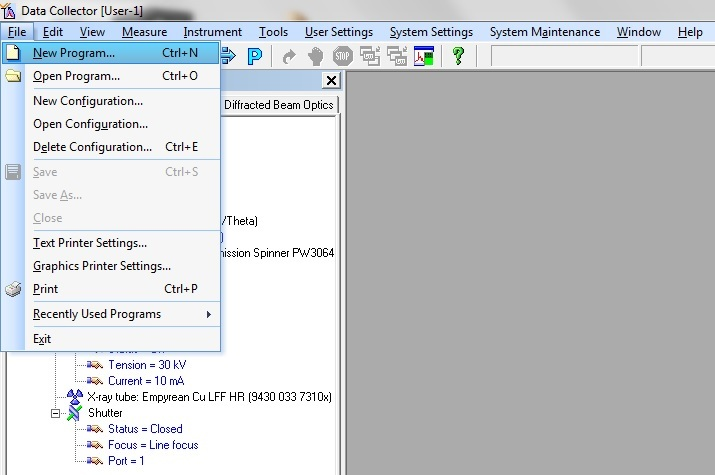 Data Collector [User-1]
File Edit View Measure Instrument Tools User Settings System Settings System Maintenance Window Help
New Program... Ctrl+N
Open Program... Ctrl+O
New Configuration...
Open Configuration...
Delete Configuration... Ctrl+E
Save Ctrl+S
Save As...
Close
Text Printer Settings...
Graphics Printer Settings...
Print Ctrl+P
Recently Used Programs
Exit
P
STOP
?
Diffracted Beam Optics
/Theta)
mission Spinner PW3064
Tension = 30 kV
Current = 10 mA
X-ray tube: Empyrean Cu LFF HR (9430 033 7310x)
Shutter
Status = Closed
Focus = Line focus
Port = 1